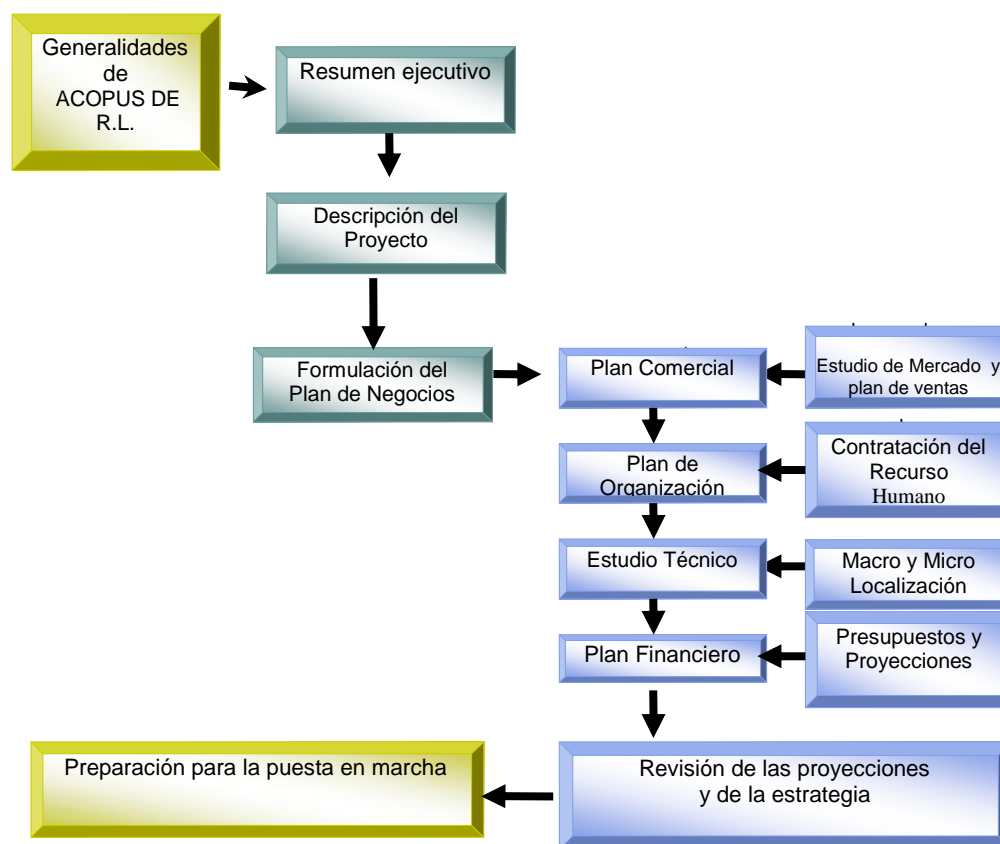 Generalidades
de
ACOPUS DE
R.L.
Resumen ejecutivo
Descripción del
Proyecto
Formulación del
Plan de Negocios
Plan Comercial
Estudio de Mercado y
plan de ventas
Plan de
Organización
Contratación del
Recurso
Humano
Estudio Técnico
Macro y Micro
Localización
Plan Financiero
Presupuestos y
Proyecciones
Revisión de las proyecciones
y de la estrategia
Preparación para la puesta en marcha